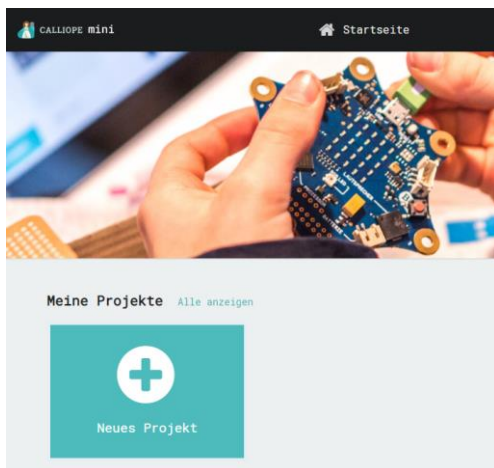 CALLIOPE mini
Startseite
Meine Projekte Alle anzeigen
Neues Projekt